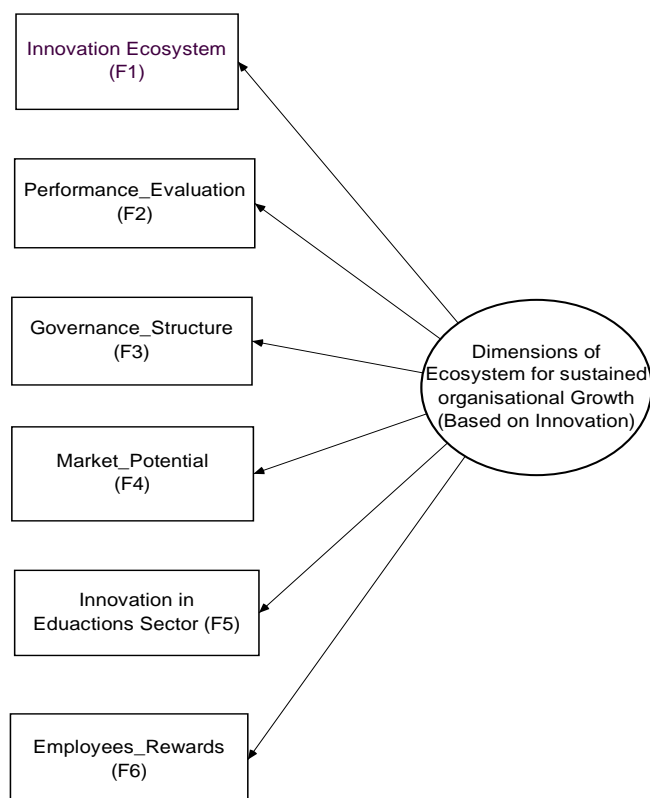 Innovation Ecosystem
(F1)
Performance_Evaluation
(F2)
Governance_Structure
(F3)
Market_Potential
(F4)
Innovation in
Eduactions Sector (F5)
Employees_Rewards
(F6)
Dimensions of
Ecosystem for sustained
organisational Growth
(Based on Innovation)